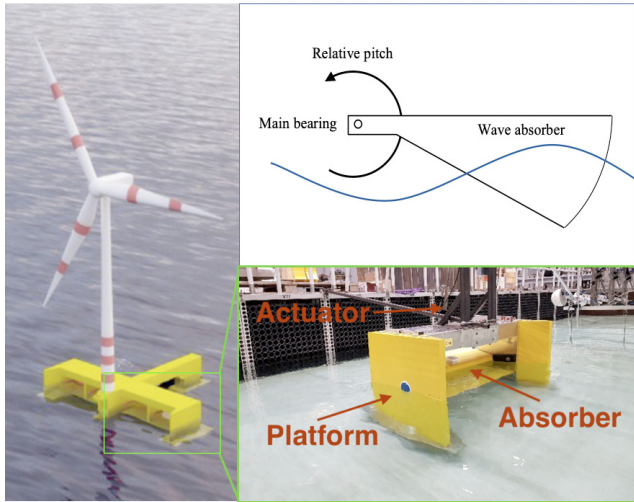 Relative pitch
Main bearing
Wave absorber
Actuator
Platform
Absorber